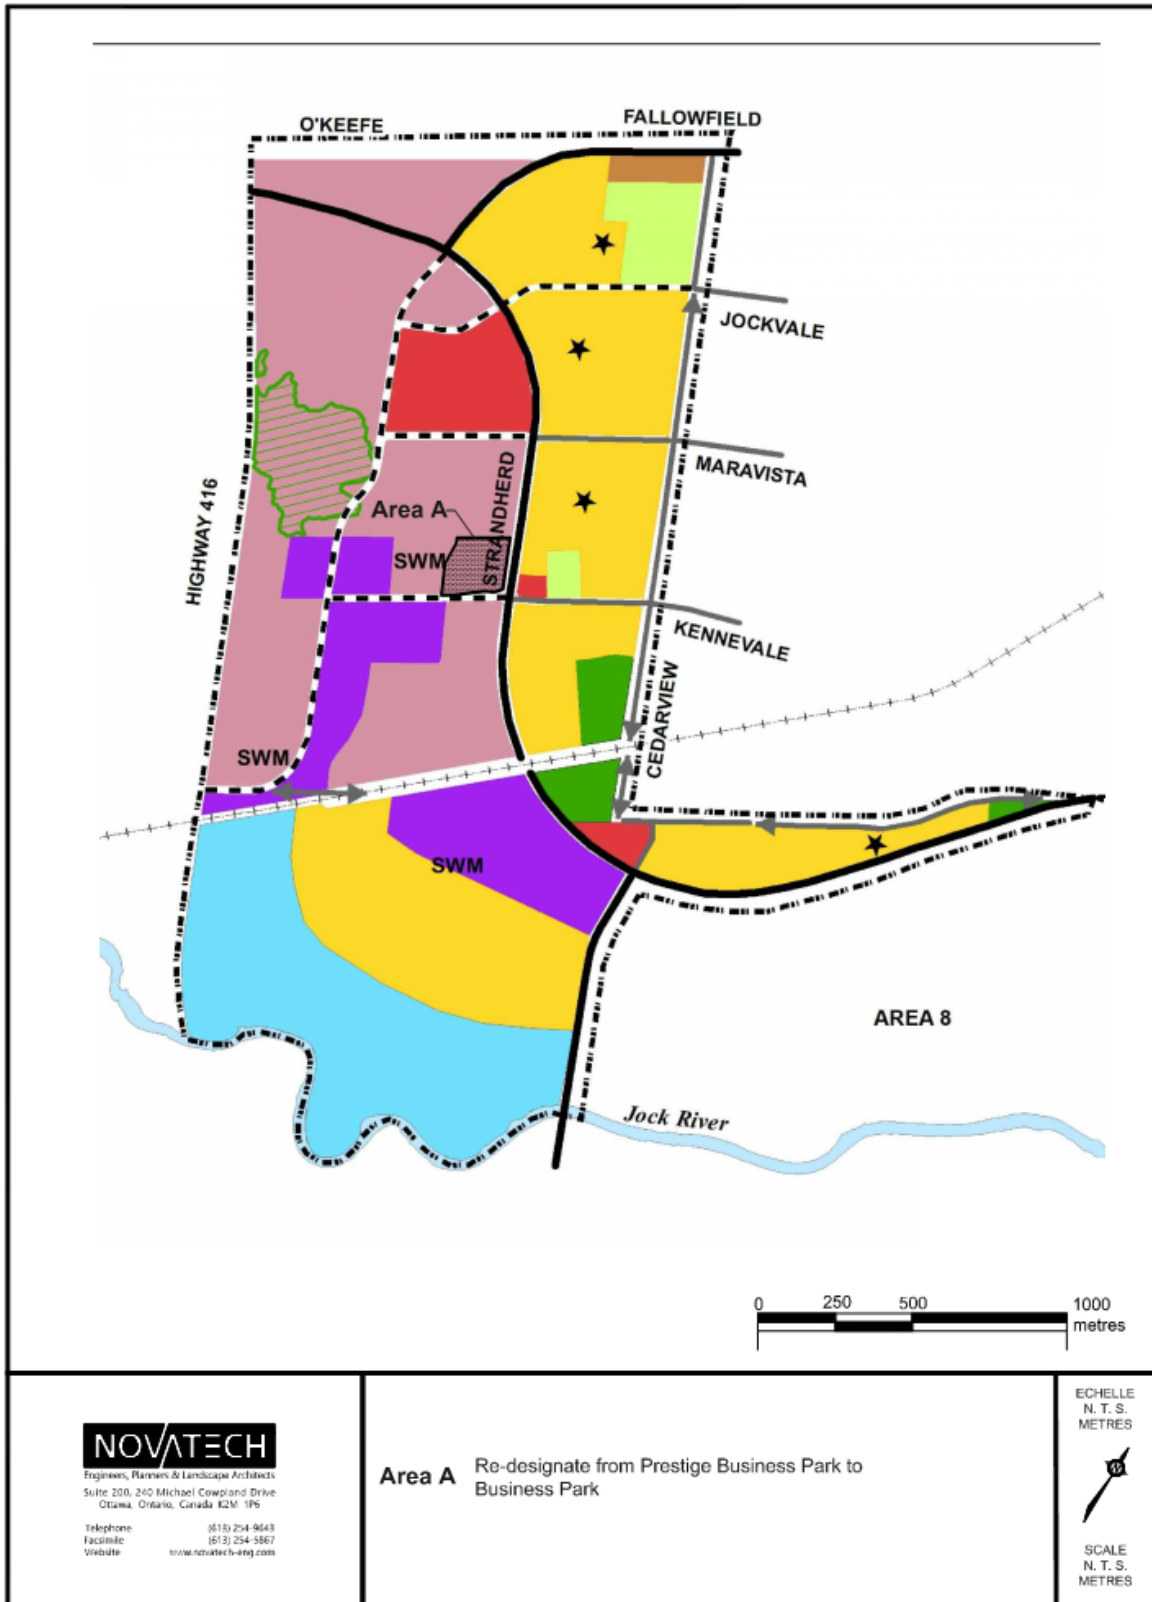 O'KEEFE
FALLOWFIELD
JOCKVALE
MARAVISTA
STRANDHERD
HIGHWAY 416
Area A
SWM
KENNEVALE
CEDARVIEW
SWM
SWM
AREA 8
Jock River
0 250 500 1000
metres
NOVATECH
Engineers, Planners & Landscape Architects
Suite 200, 240 Michael Cowpland Drive
Ottawa, Ontario, Canada K2M 1P6
Telephone (613) 254-9643
Facsimile (613) 254-5867
Website www.novatech-eng.com
Area A Re-designate from Prestige Business Park to
Business Park
ECHELLE
N. T. S.
METRES
SCALE
N. T. S.
METRES